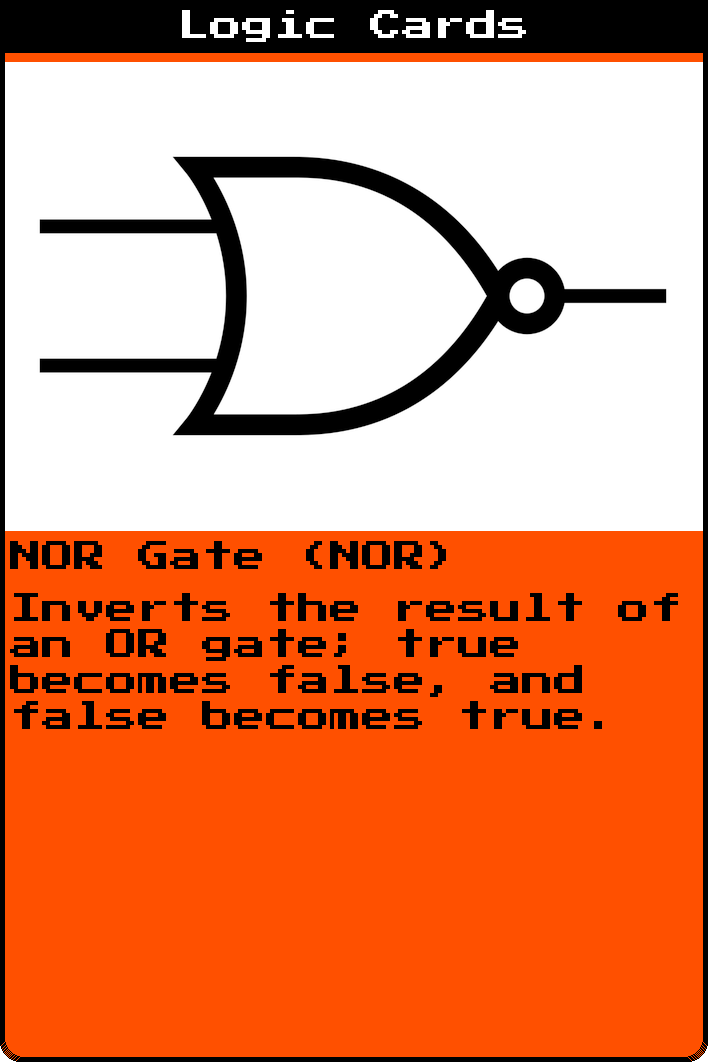 Logic Cards
NOR Gate (NOR)
Inverts the result of
an OR gate; true
becomes false, and
false becomes true.